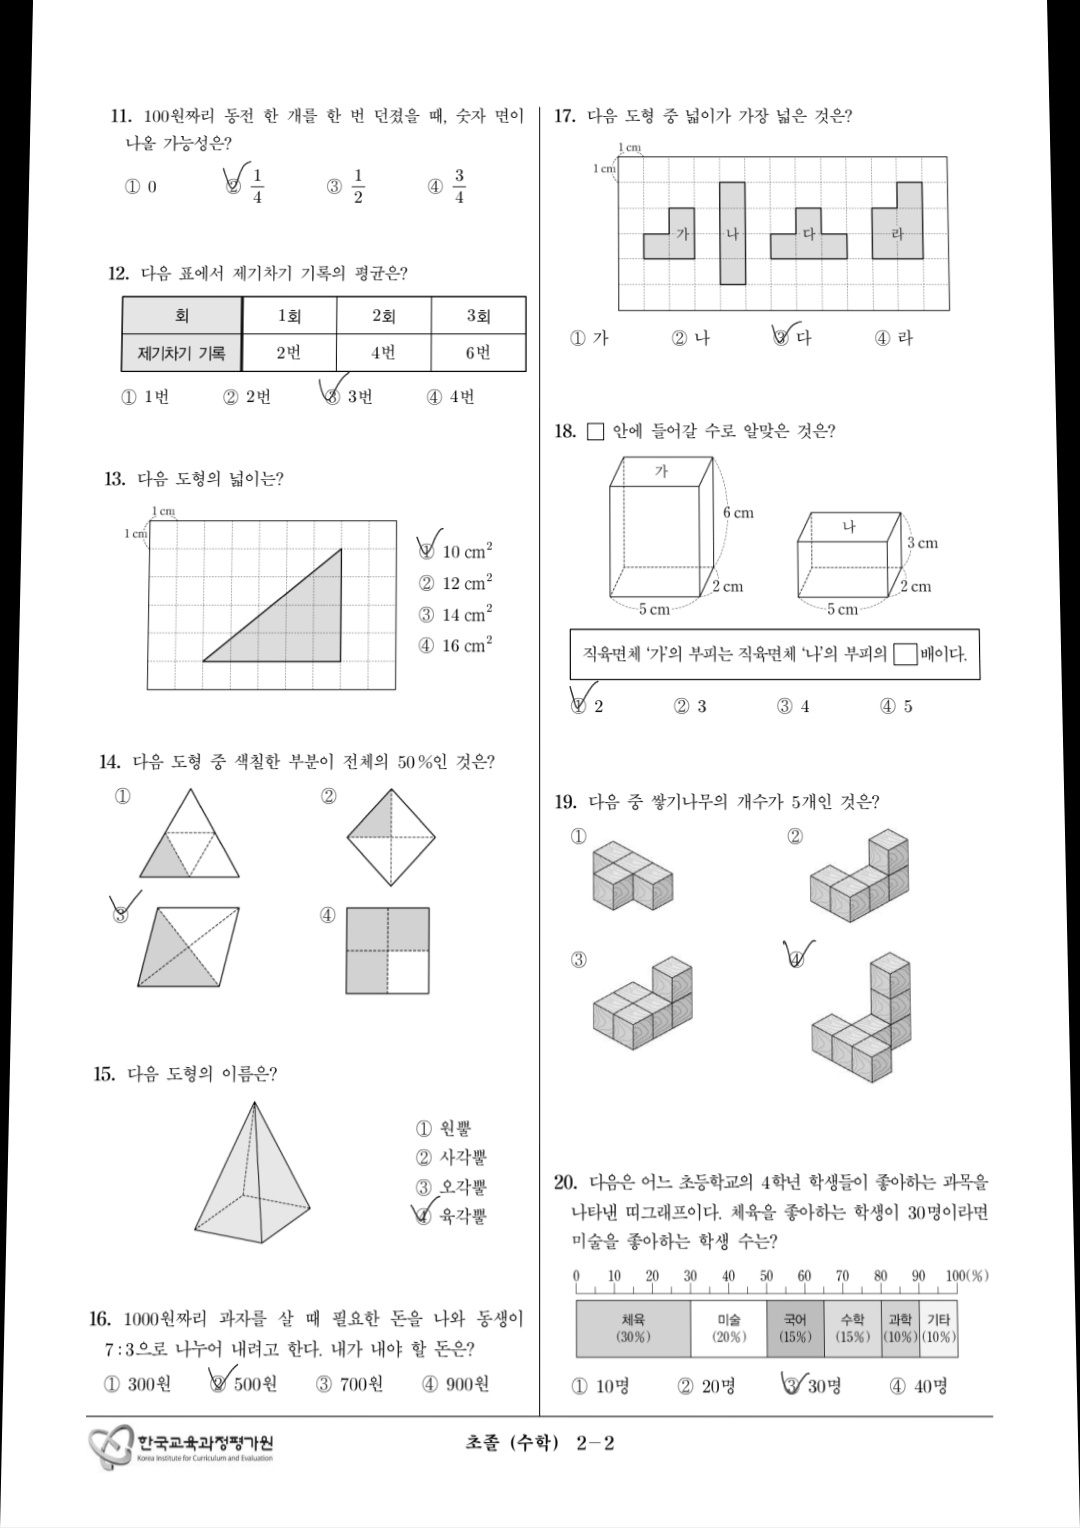 11. 100원짜리 동전 한 개를 한 번 던졌을 때, 숫자 면이
나올 가능성은?
① 0 ② 1/4 ③ 1/2 ④ 3/4
12. 다음 표에서 제기차기 기록의 평균은?
회 1회 2회 3회
제기차기 기록 2번 4번 6번
① 1번 ② 2번 ③ 3번 ④ 4번
13. 다음 도형의 넓이는?
1 cm
1 cm
① 10 cm²
② 12 cm²
③ 14 cm²
④ 16 cm²
14. 다음 도형 중 색칠한 부분이 전체의 50%인 것은?
① ②
③ ④
15. 다음 도형의 이름은?
① 원뿔
② 사각뿔
③ 오각뿔
④ 육각뿔
16. 1000원짜리 과자를 살 때 필요한 돈을 나와 동생이
7:3으로 나누어 내려고 한다. 내가 내야 할 돈은?
① 300원 ② 500원 ③ 700원 ④ 900원
17. 다음 도형 중 넓이가 가장 넓은 것은?
1 cm
1 cm
가 나 다 라
① 가 ② 나 ③ 다 ④ 라
18. □ 안에 들어갈 수로 알맞은 것은?
가
6 cm
2 cm
5 cm
나
3 cm
2 cm
5 cm
직육면체 ‘가’의 부피는 직육면체 ‘나’의 부피의 □배이다.
① 2 ② 3 ③ 4 ④ 5
19. 다음 중 쌓기나무의 개수가 5개인 것은?
① ②
③ ④
20. 다음은 어느 초등학교의 4학년 학생들이 좋아하는 과목을
나타낸 띠그래프이다. 체육을 좋아하는 학생이 30명이라면
미술을 좋아하는 학생 수는?
0 10 20 30 40 50 60 70 80 90 100(%)
체육 미술 국어 수학 과학 기타
(30%) (20%) (15%) (15%) (10%) (10%)
① 10명 ② 20명 ③ 30명 ④ 40명
한국교육과정평가원
Korea Institute for Curriculum and Evaluation
초졸 (수학) 2-2